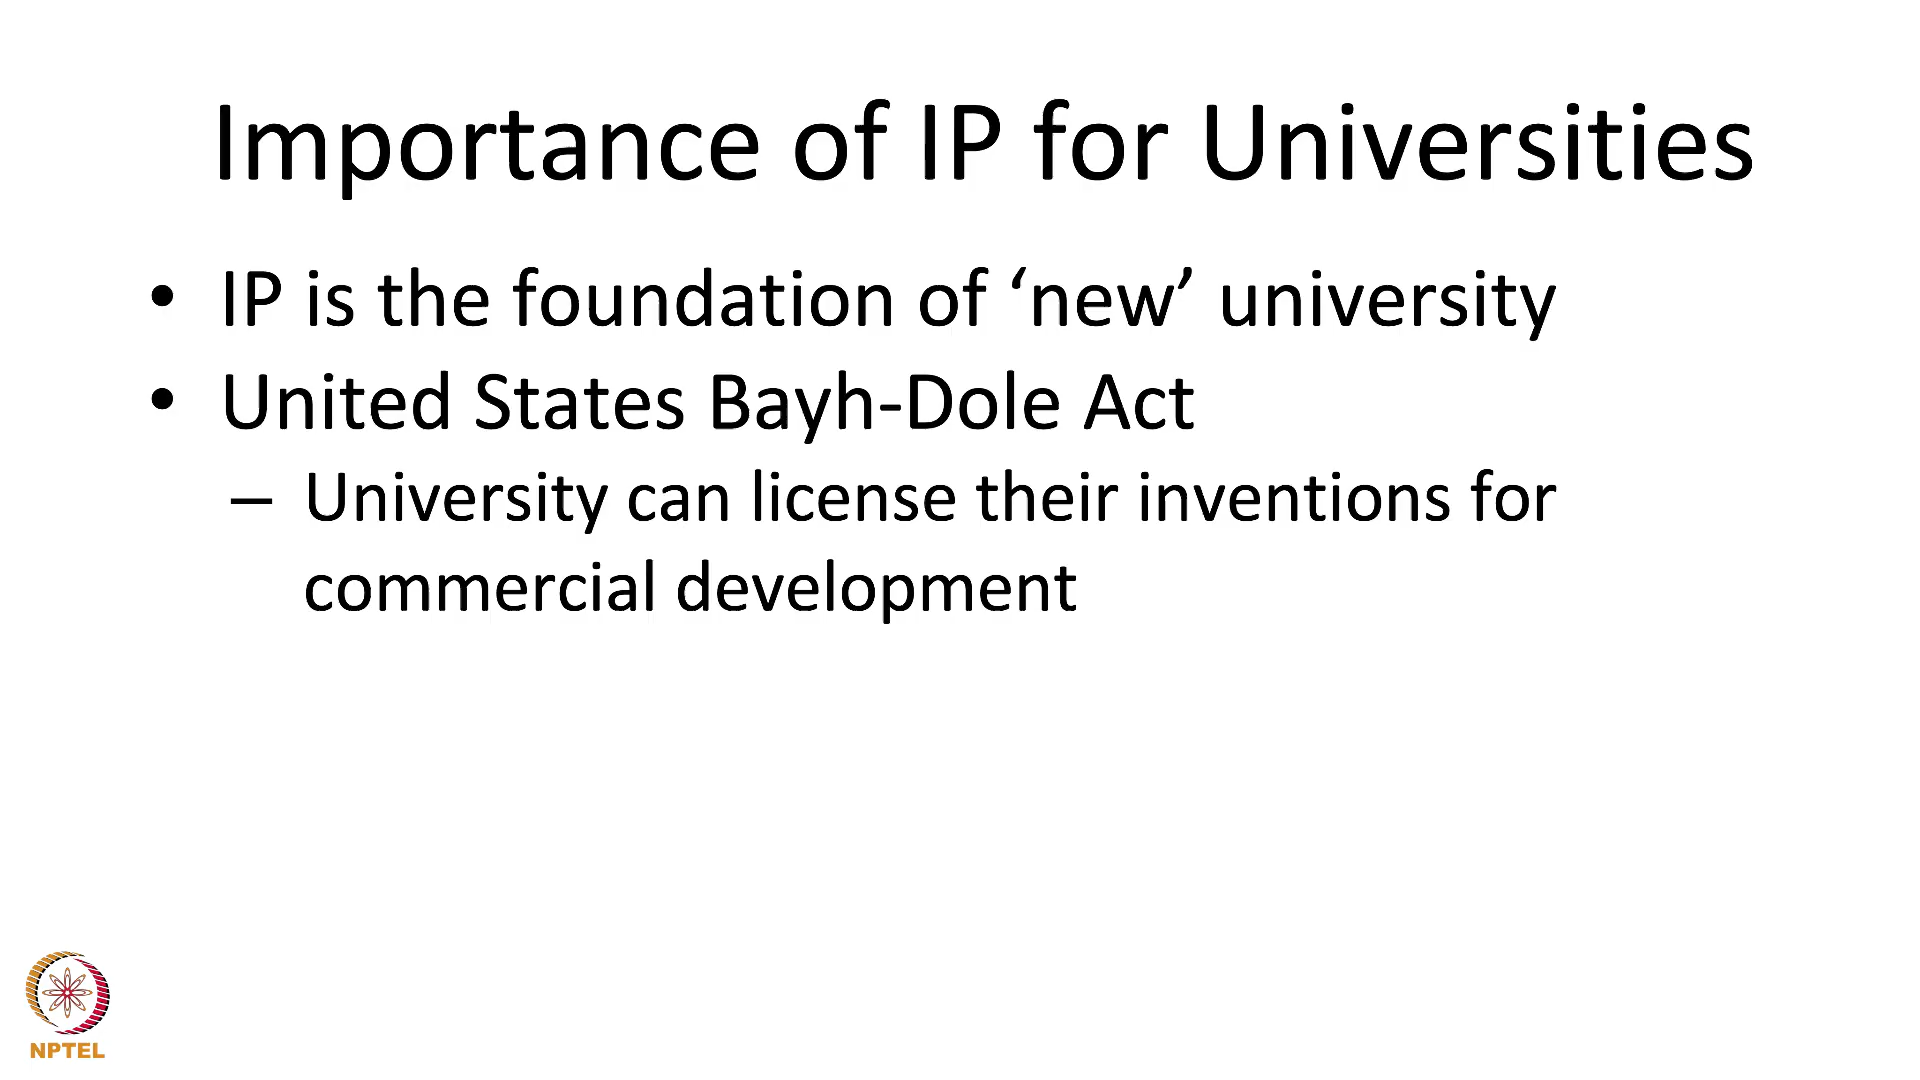 Importance of IP for Universities
• IP is the foundation of ‘new’ university
• United States Bayh-Dole Act
– University can license their inventions for
commercial development
NPTEL